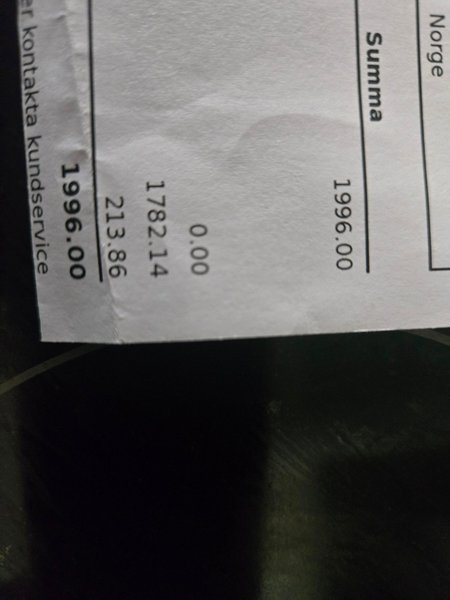 Norge
Summa
1996.00
0.00
1782.14
213.86
1996.00
kontakta kundservice